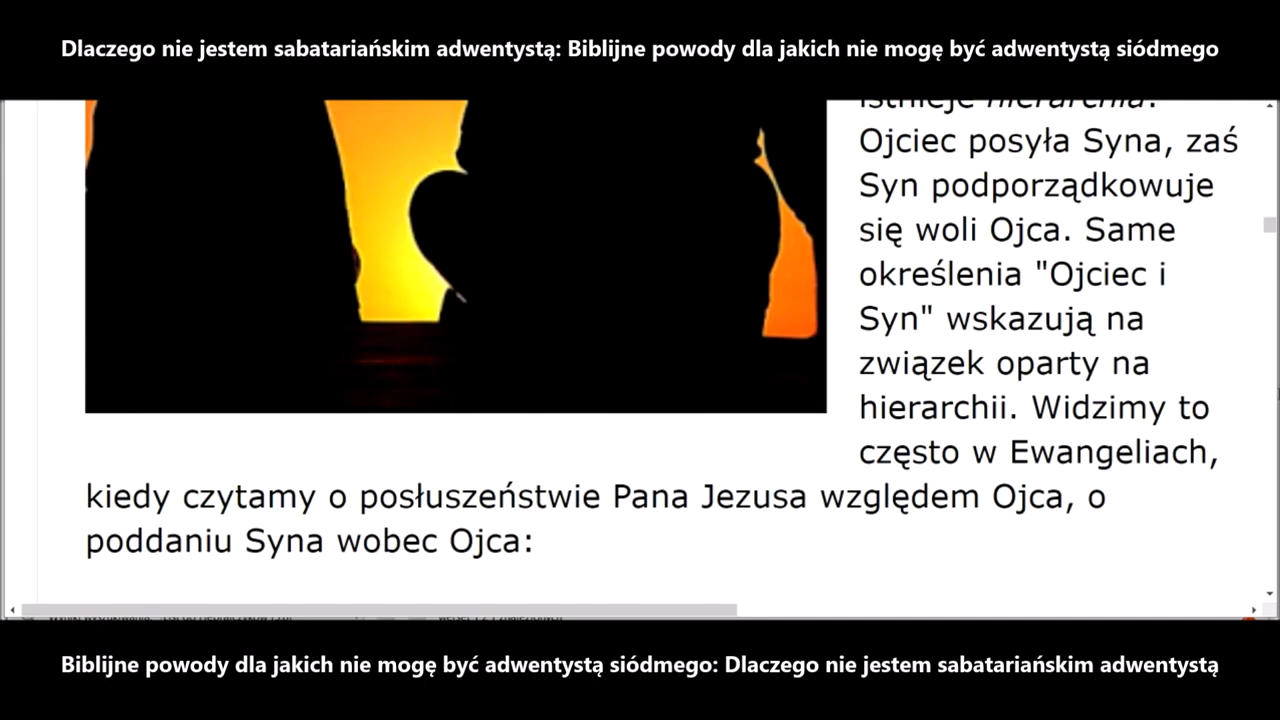 Dlaczego nie jestem sabatariańskim adwentystą: Biblijne powody dla jakich nie mogę być adwentystą siódmego
istnieje hierarchia.
Ojciec posyła Syna, zaś
Syn podporządkowuje
się woli Ojca. Same
określenia "Ojciec i
Syn" wskazują na
związek oparty na
hierarchii. Widzimy to
często w Ewangeliach,
kiedy czytamy o posłuszeństwie Pana Jezusa względem Ojca, o
poddaniu Syna wobec Ojca:
Biblijne powody dla jakich nie mogę być adwentystą siódmego: Dlaczego nie jestem sabatariańskim adwentystą